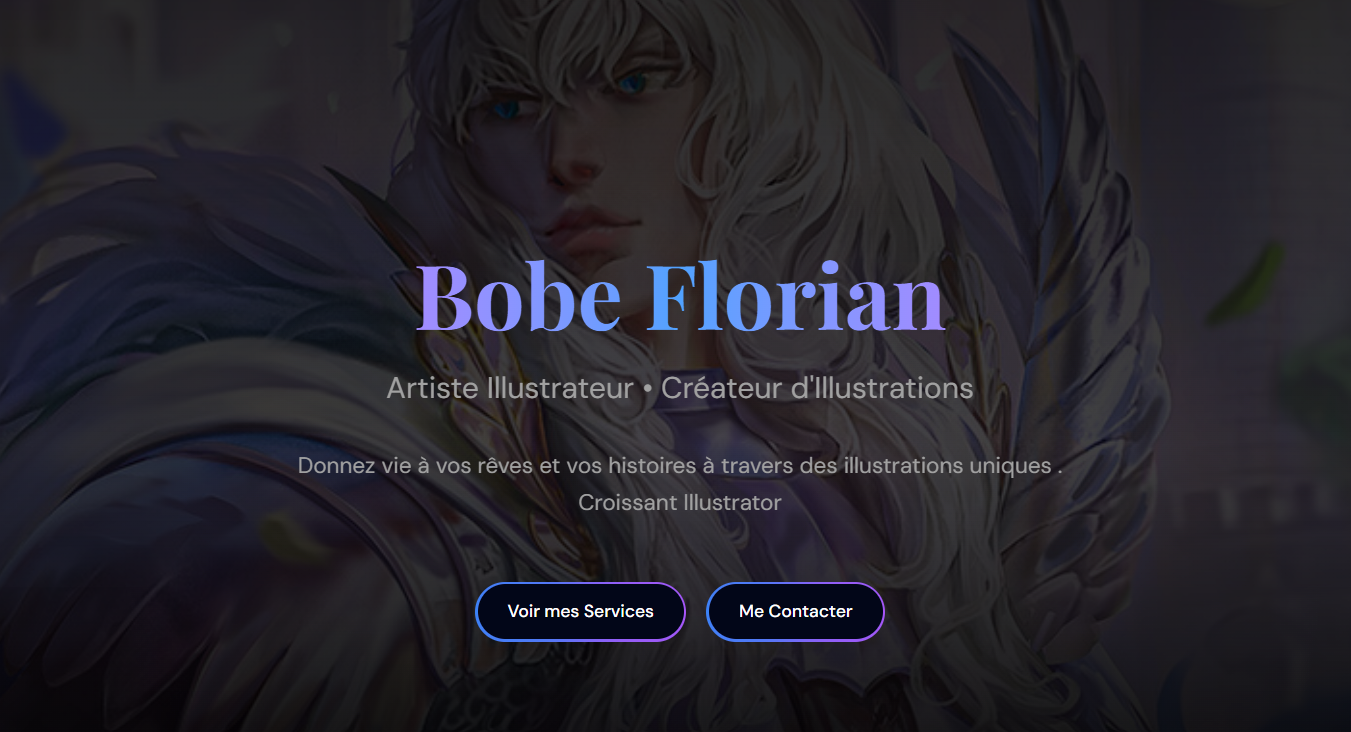 Bobe Florian
Artiste Illustrateur • Créateur d'Illustrations
Donnez vie à vos rêves et vos histoires à travers des illustrations uniques .
Croissant Illustrator
Voir mes Services
Me Contacter